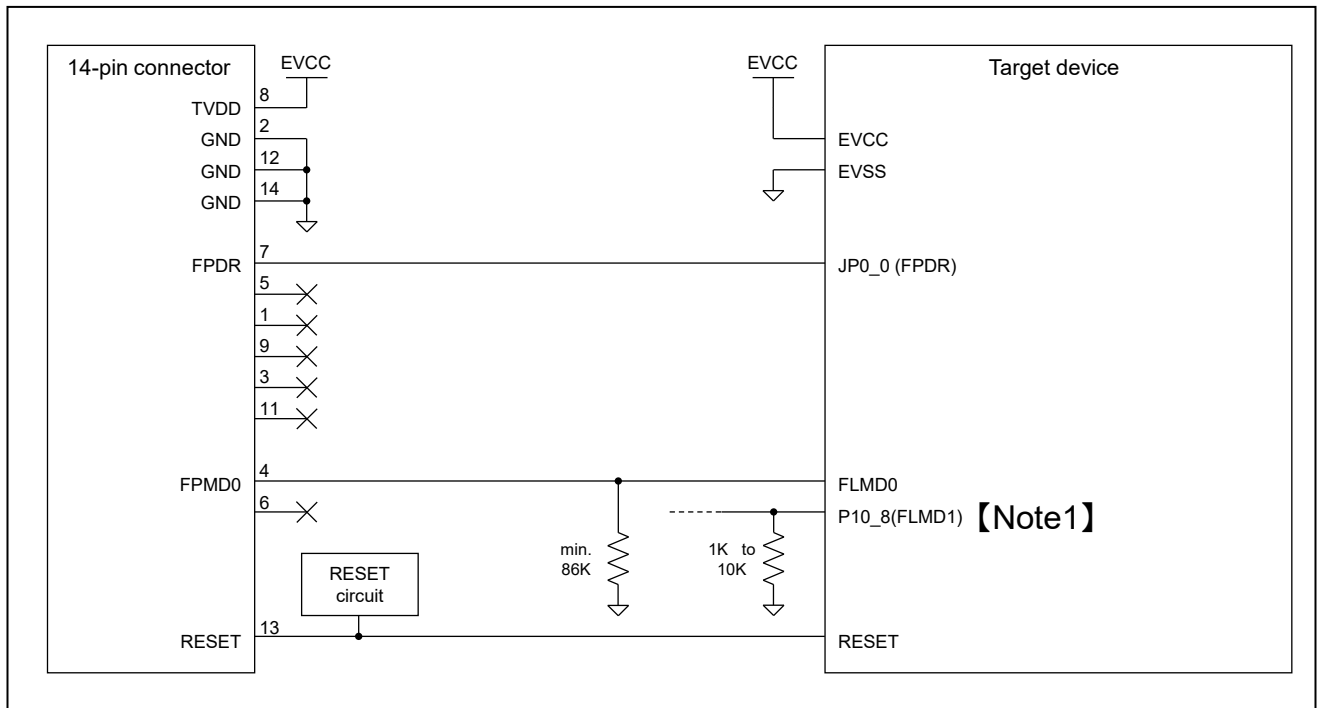 14-pin connector
EVCC
EVCC
Target device
8
TVDD
2
GND
EVCC
12
GND
EVSS
14
GND
7
FPDR
JP0_0 (FPDR)
5
1
9
3
11
4
FPMD0
FLMD0
6
P10_8(FLMD1) 【Note1】
min.
86K
1K to
10K
RESET
circuit
13
RESET
RESET